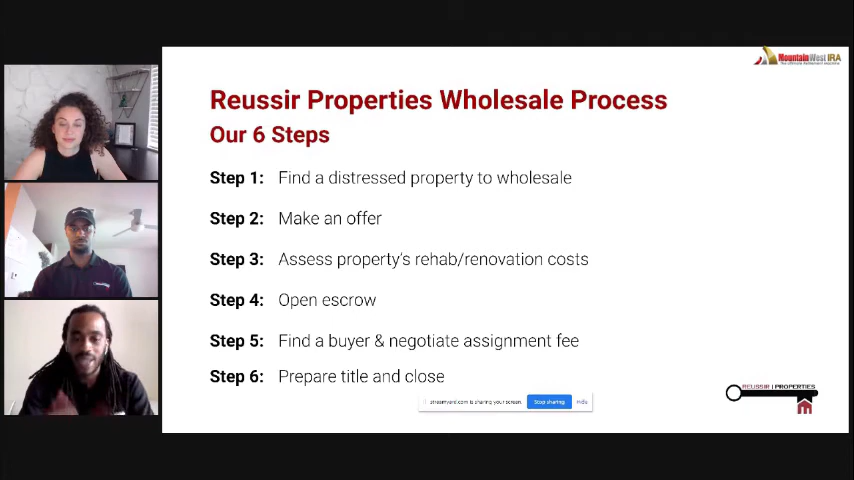 MountainWest IRA
Reussir Properties Wholesale Process
Our 6 Steps
Step 1: Find a distressed property to wholesale
Step 2: Make an offer
Step 3: Assess property's rehab/renovation costs
Step 4: Open escrow
Step 5: Find a buyer & negotiate assignment fee
Step 6: Prepare title and close
REUSSIR | PROPERTIES
streamyard.com is sharing your screen. Stop sharing Hide